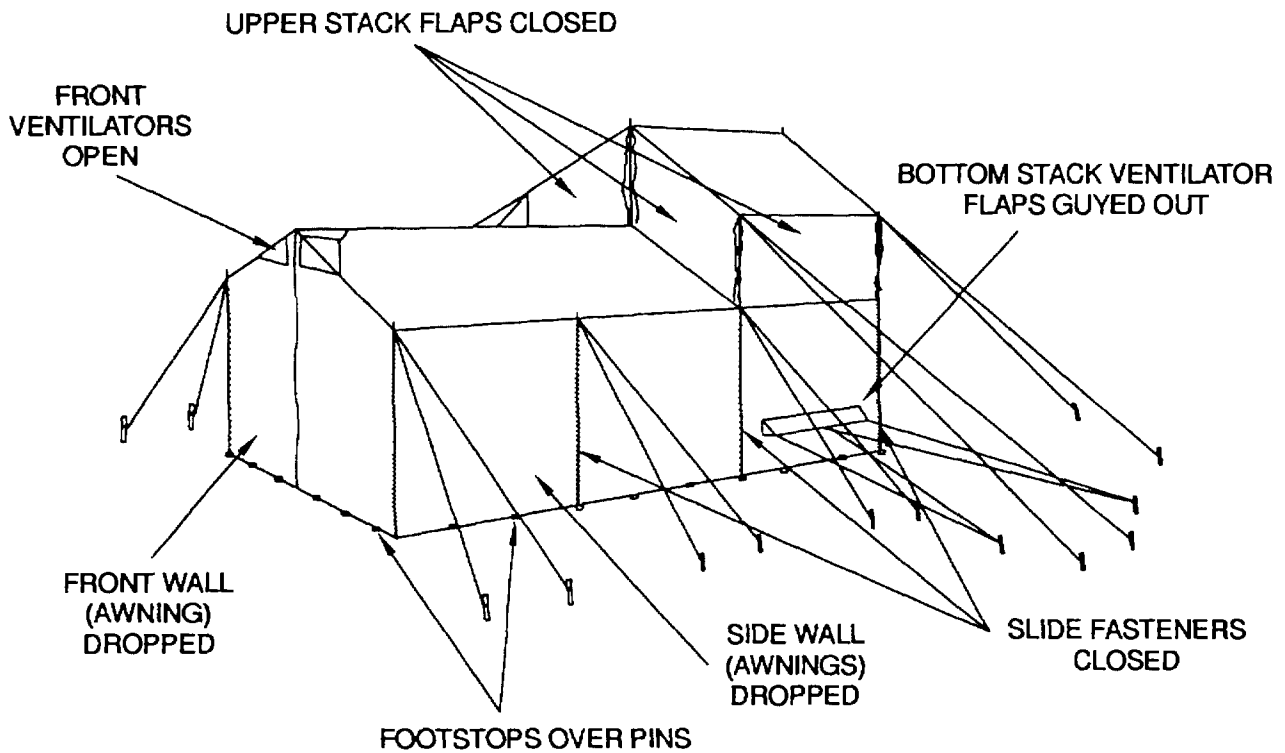 UPPER STACK FLAPS CLOSED
FRONT
VENTILATORS
OPEN
BOTTOM STACK VENTILATOR
FLAPS GUYED OUT
FRONT WALL
(AWNING)
DROPPED
SIDE WALL
(AWNINGS)
DROPPED
SLIDE FASTENERS
CLOSED
FOOTSTOPS OVER PINS